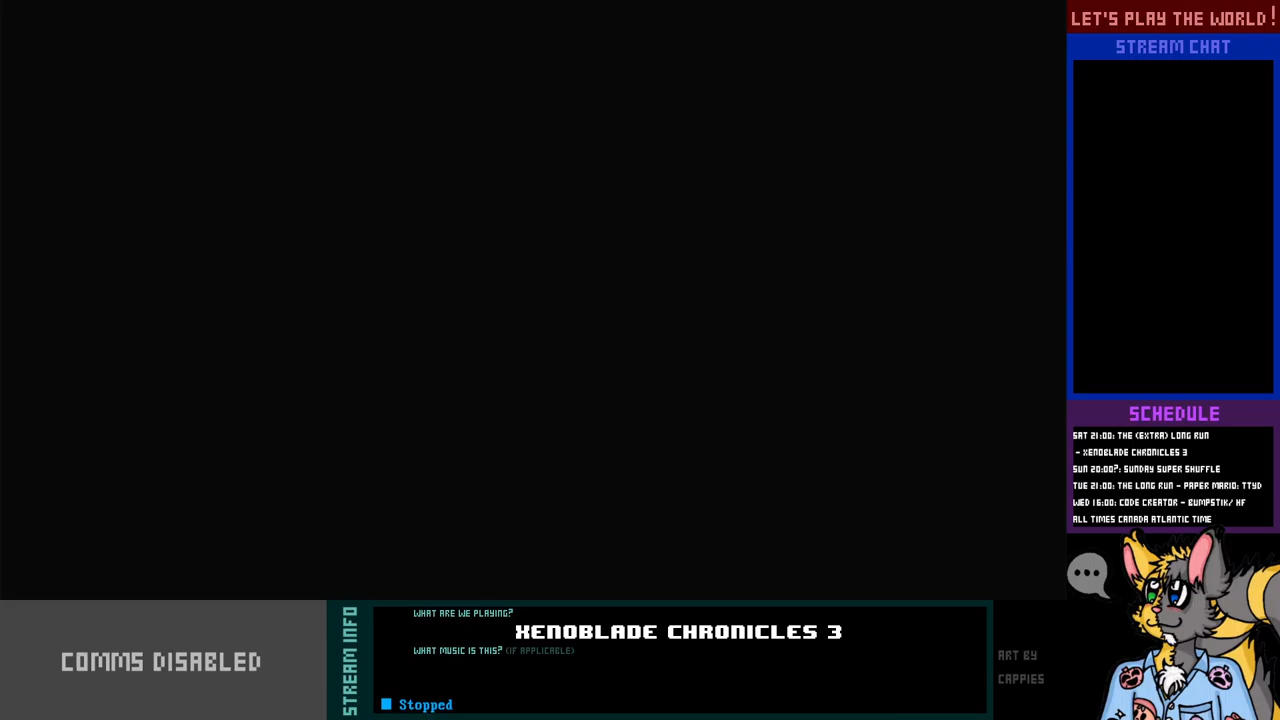 LET'S PLAY THE WORLD!
STREAM CHAT
SCHEDULE
SAT 21:00: THE (EXTRA) LONG RUN
- XENOBLADE CHRONICLES 3
SUN 20:00?: SUNDAY SUPER SHUFFLE
TUE 21:00: THE LONG RUN - PAPER MARIO: TTYD
WED 16:00: CODE CREATOR - BUMPSTIK/ HF
ALL TIMES CANADA ATLANTIC TIME
COMMS DISABLED
STREAM INFO
WHAT ARE WE PLAYING?
XENOBLADE CHRONICLES 3
WHAT MUSIC IS THIS? (IF APPLICABLE)
Stopped
ART BY
CAPPIES